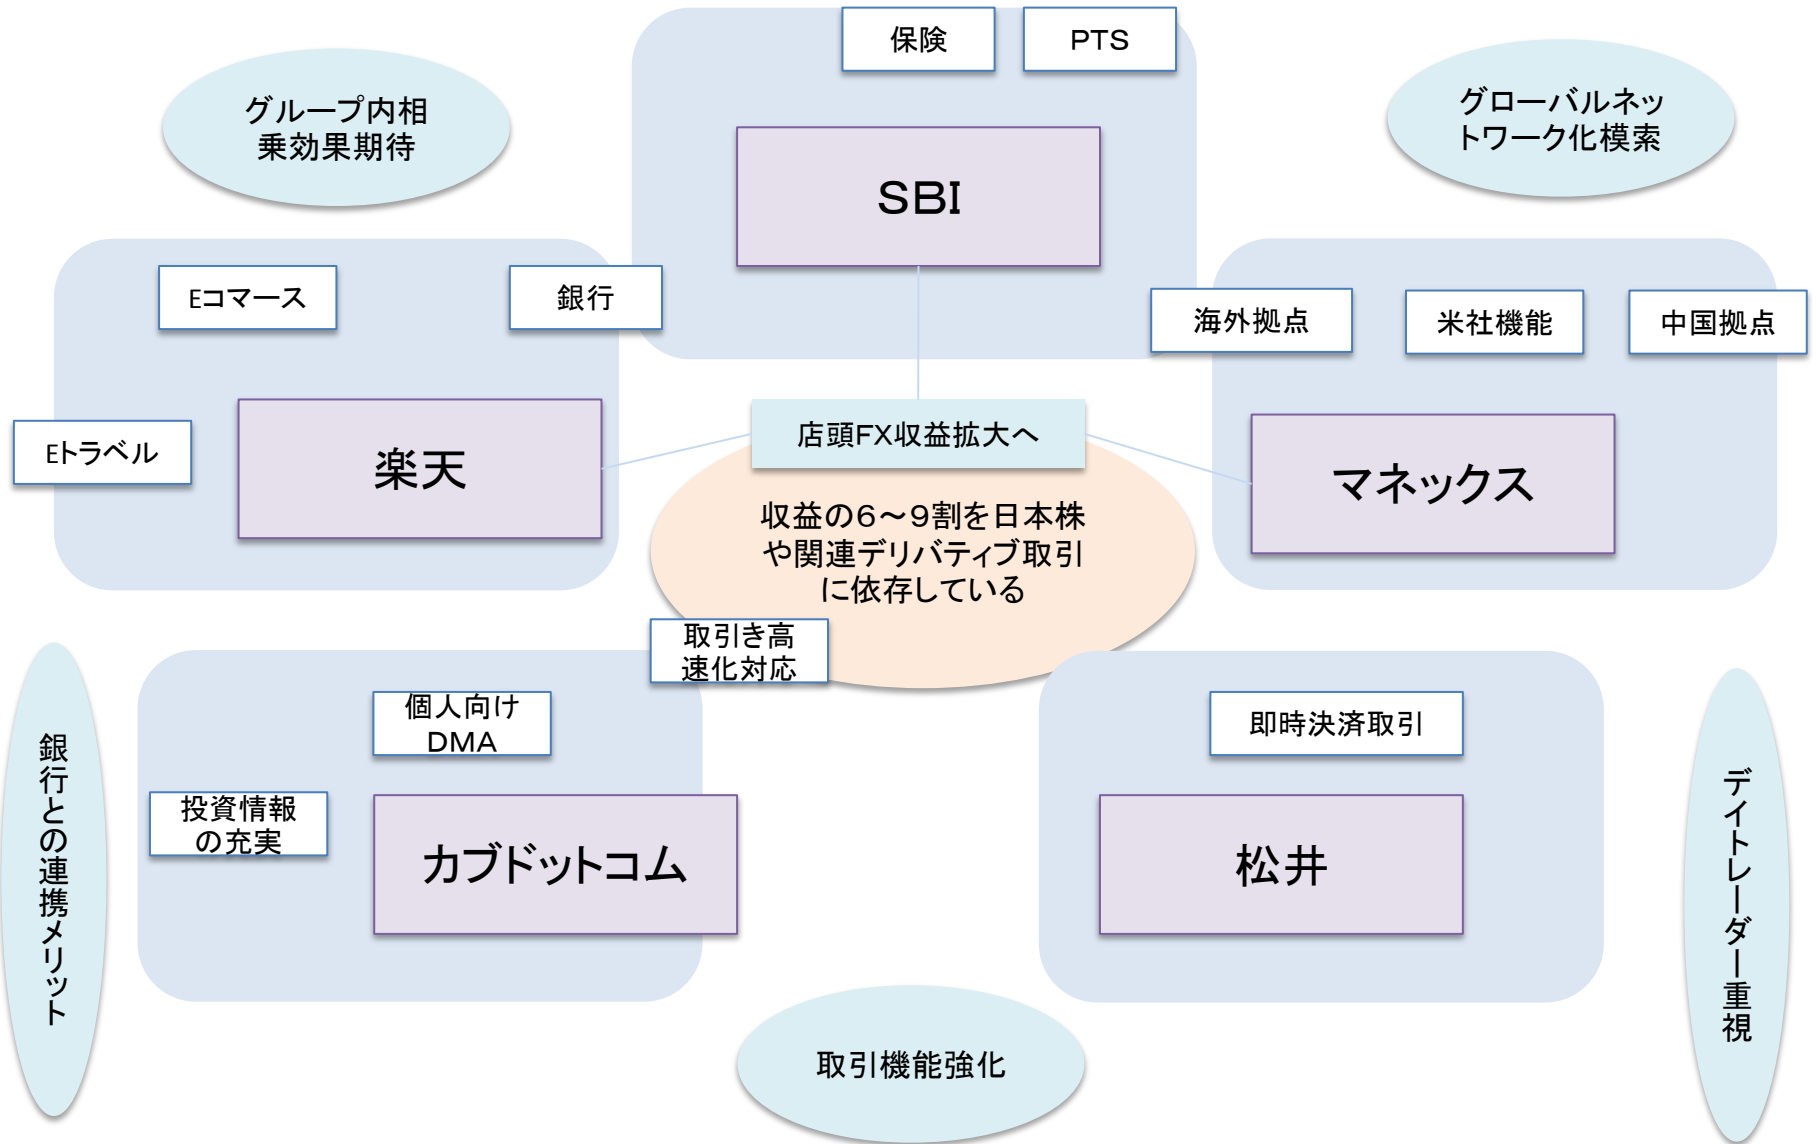 保険
PTS
グループ内相
乗効果期待
グローバルネッ
トワーク化模索
SBI
Eコマース
銀行
海外拠点
米社機能
中国拠点
Eトラベル
楽天
店頭FX収益拡大へ
マネックス
収益の6～9割を日本株
や関連デリバティブ取引
に依存している
取引き高
速化対応
個人向け
DMA
即時決済取引
銀行との連携メリット
投資情報
の充実
カブドットコム
松井
デイトレーダー重視
取引機能強化